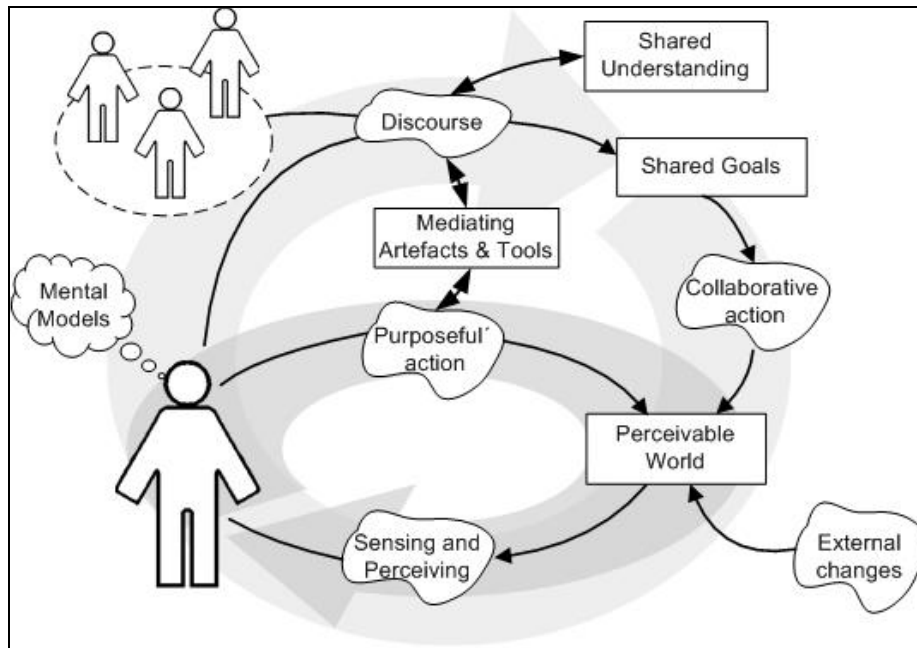 Shared
Understanding
Discourse
Shared Goals
Mediating
Artefacts & Tools
Mental
Models
Collaborative
action
Purposeful´
action
Perceivable
World
Sensing and
Perceiving
External
changes